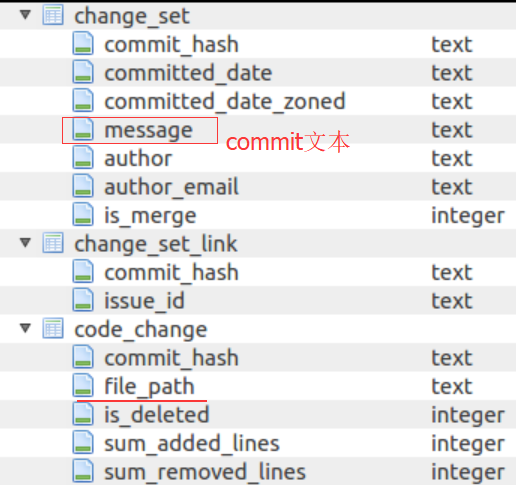 change_set
commit_hash text
committed_date text
committed_date_zoned text
message text
commit文本
author text
author_email text
is_merge integer
change_set_link
commit_hash text
issue_id text
code_change
commit_hash text
file_path text
is_deleted integer
sum_added_lines integer
sum_removed_lines integer